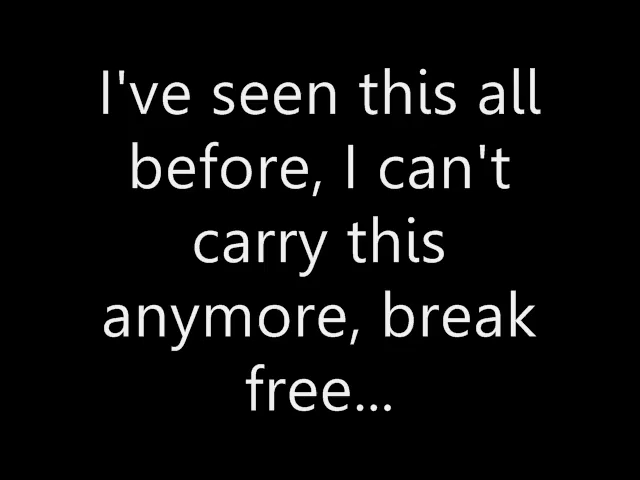 I've seen this all
before, I can't
carry this
anymore, break
free...